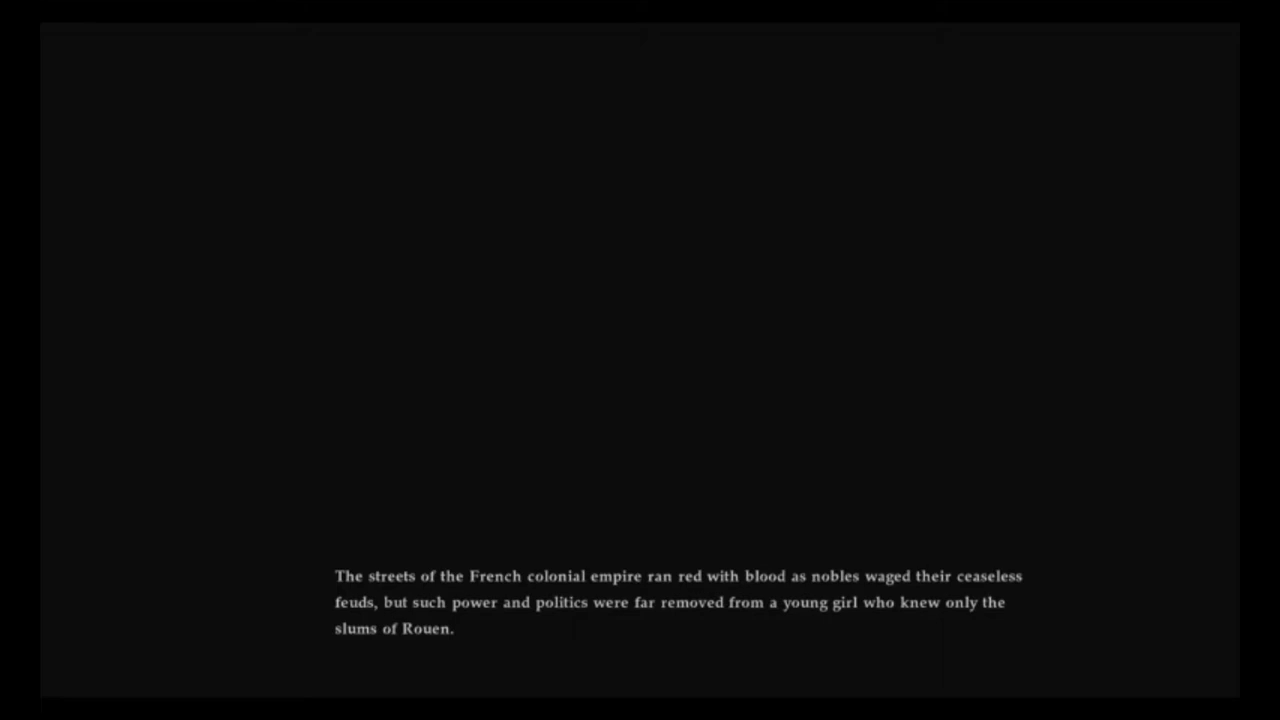 The streets of the French colonial empire ran red with blood as nobles waged their ceaseless
feuds, but such power and politics were far removed from a young girl who knew only the
slums of Rouen.